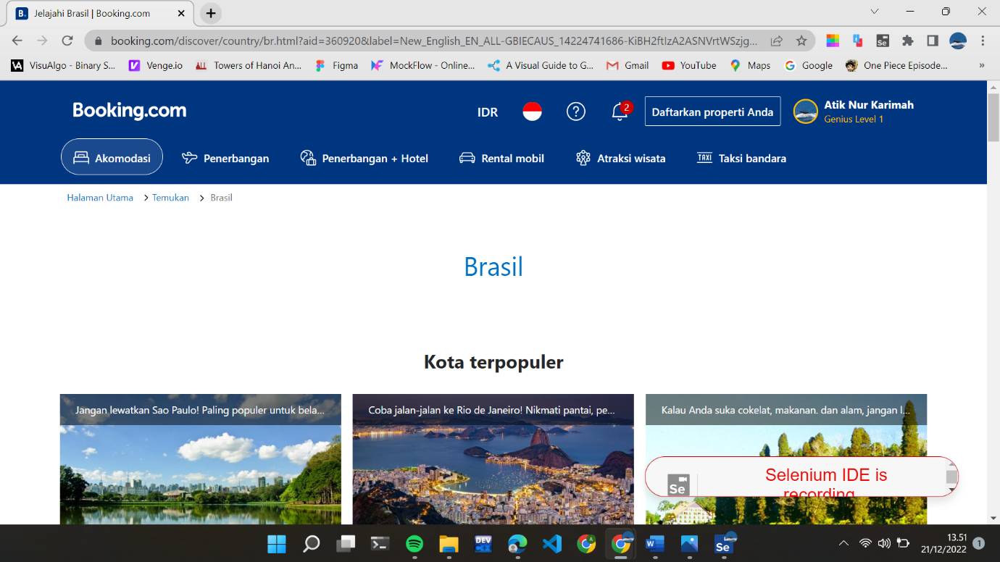 Jelajahi Brasil | Booking.com
booking.com/discover/country/br.html?aid=360920&label=New_English_EN_ALL-GBIECAUS_14224741686-KiBH2ftIzA2ASNVrtWSzjg...
VisuAlgo - Binary S... Venge.io Towers of Hanoi An... Figma MockFlow - Online... A Visual Guide to G... Gmail YouTube Maps Google One Piece Episode... »
Booking.com IDR 2 Daftarkan properti Anda Atik Nur Karimah
Genius Level 1
Akomodasi Penerbangan Penerbangan + Hotel Rental mobil Atraksi wisata TAXI Taksi bandara
Halaman Utama > Temukan > Brasil
Brasil
Kota terpopuler
Jangan lewatkan Sao Paulo! Paling populer untuk bela...
Coba jalan-jalan ke Rio de Janeiro! Nikmati pantai, pe...
Kalau Anda suka cokelat, makanan. dan alam, jangan l...
Se Selenium IDE is
recording
13.51
21/12/2022 1